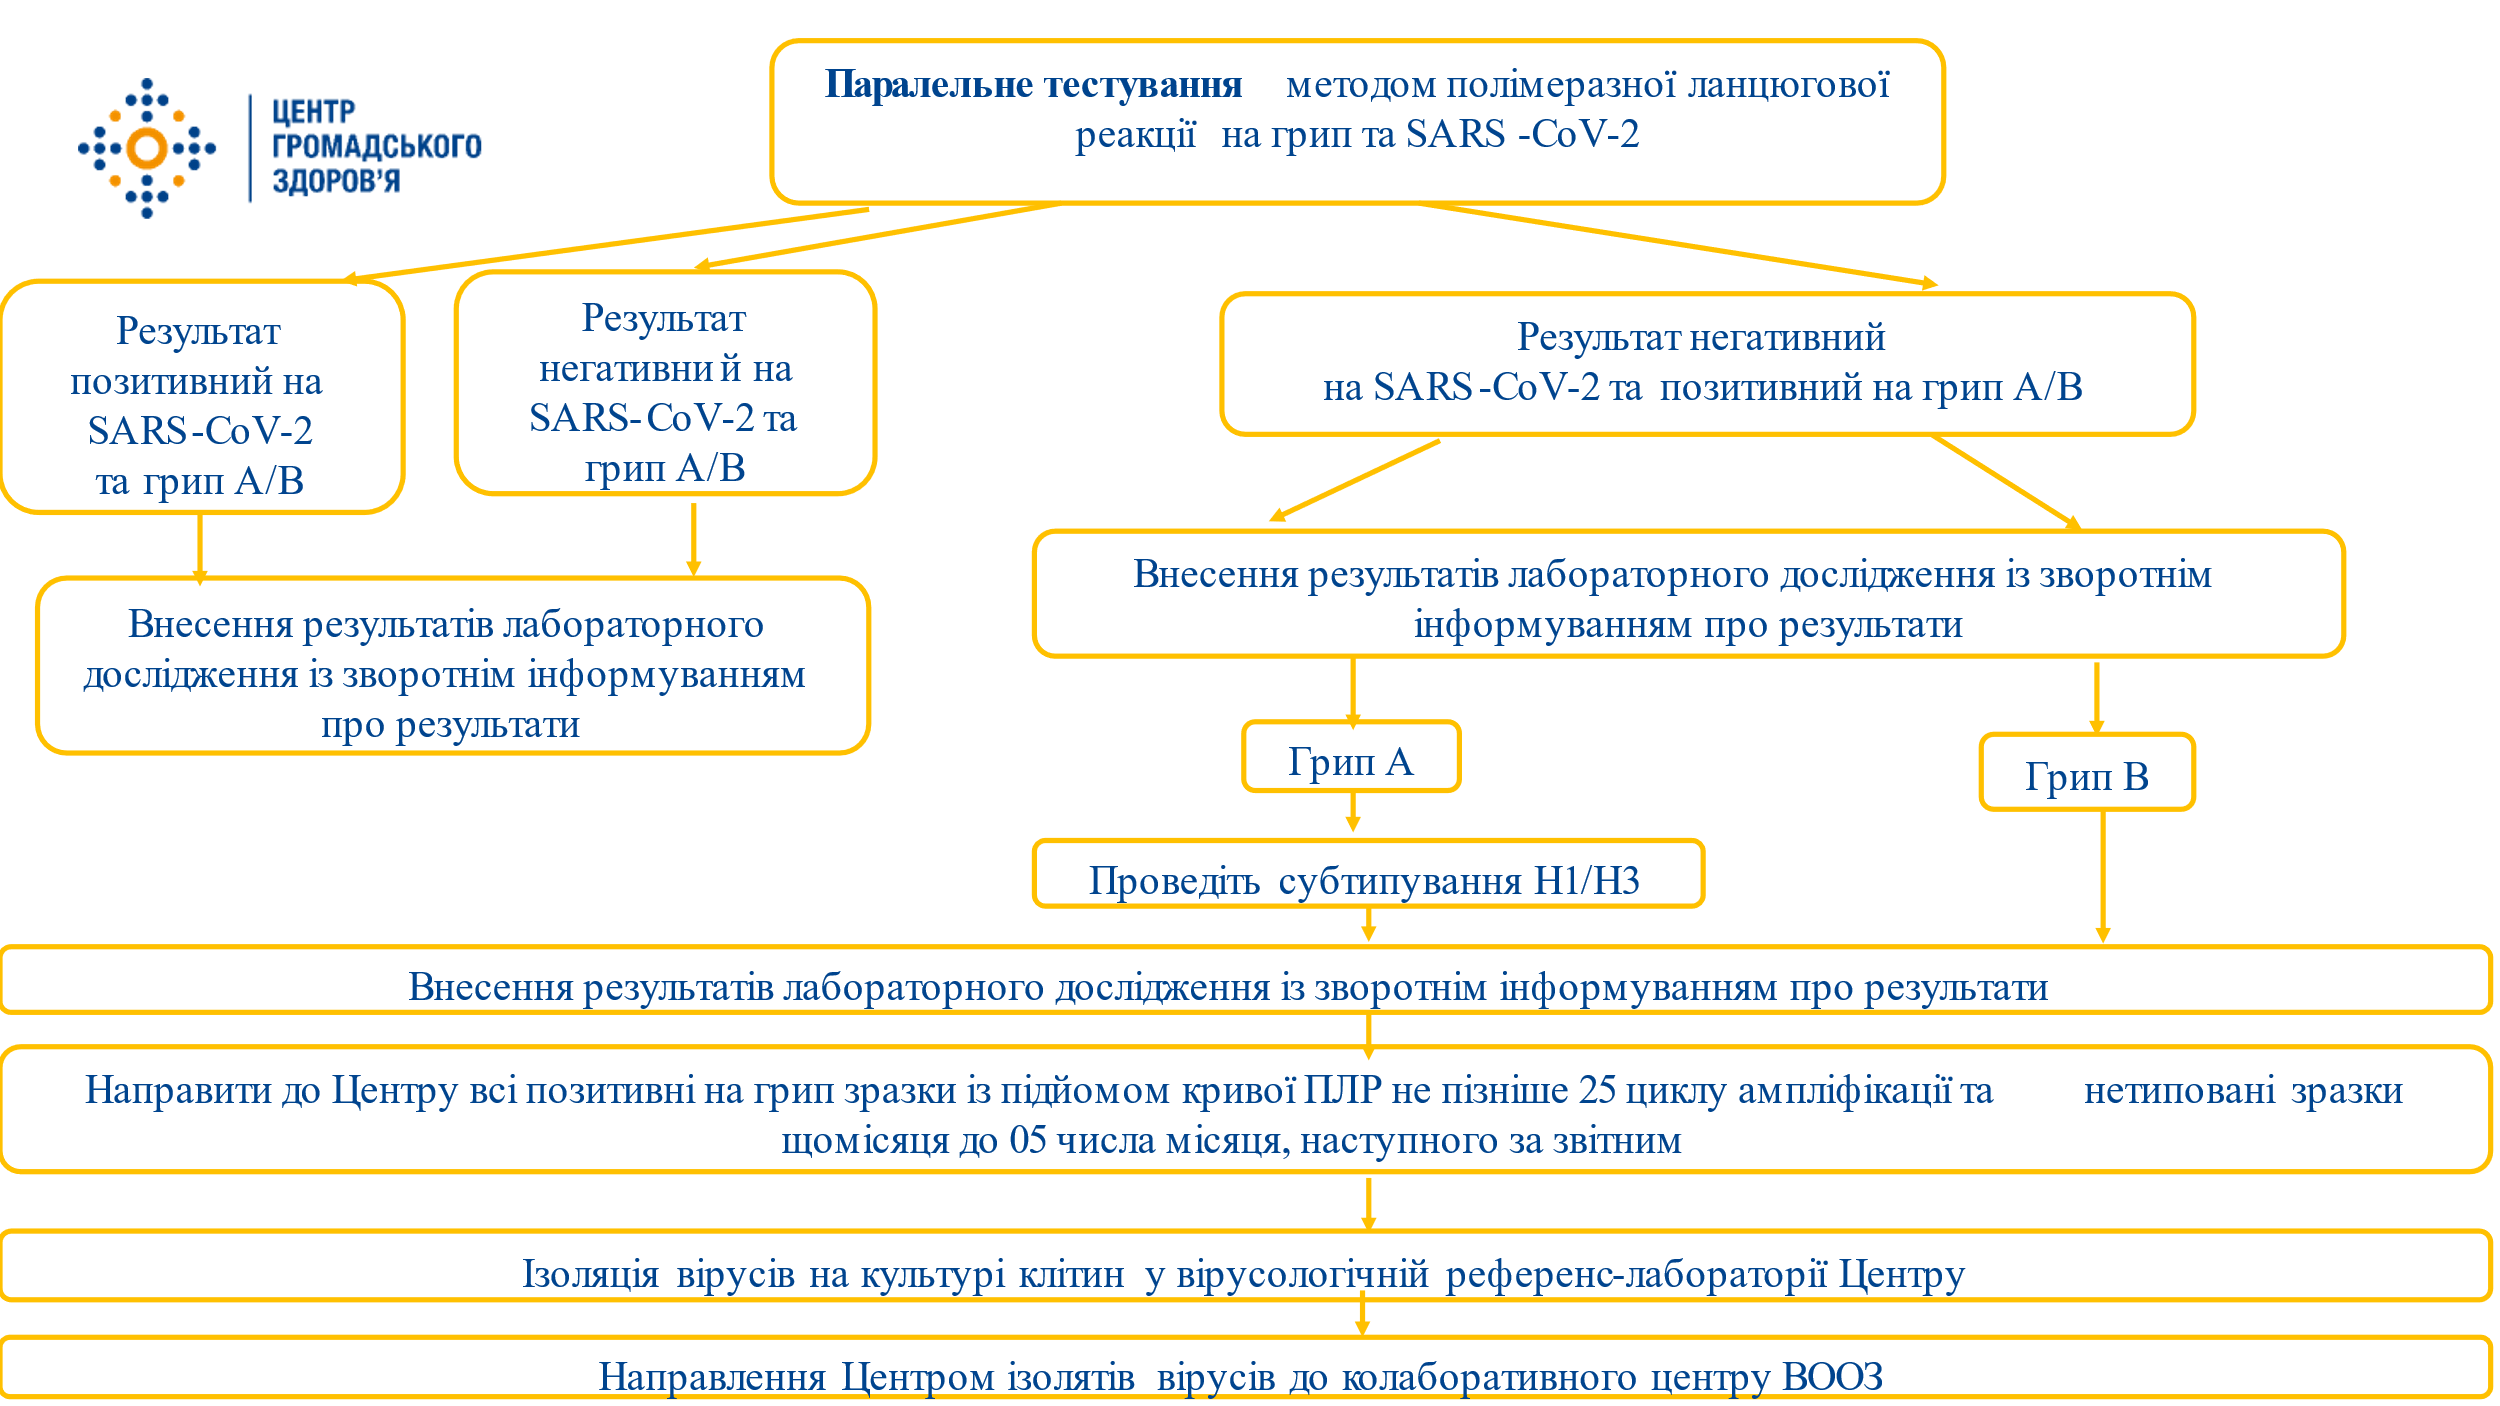 ЦЕНТР
ГРОМАДСЬКОГО
ЗДОРОВ’Я
Паралельне тестування методом полімеразної ланцюгової
реакції на грип та SARS -CoV-2
Результат
позитивний на
SARS-CoV-2
та грип А/В
Результат
негативний на
SARS-CoV-2 та
грип А/В
Результат негативний
на SARS-CoV-2 та позитивний на грип А/В
Внесення результатів лабораторного
дослідження із зворотнім інформуванням
про результати
Внесення результатів лабораторного дослідження із зворотнім
інформуванням про результати
Грип А
Грип В
Проведіть субтипування Н1/Н3
Внесення результатів лабораторного дослідження із зворотнім інформуванням про результати
Направити до Центру всі позитивні на грип зразки із підйомом кривої ПЛР не пізніше 25 циклу ампліфікації та нетиповані зразки
щомісяця до 05 числа місяця, наступного за звітним
Ізоляція вірусів на культурі клітин у вірусологічній референс-лабораторії Центру
Направлення Центром ізолятів вірусів до колаборативного центру ВООЗ